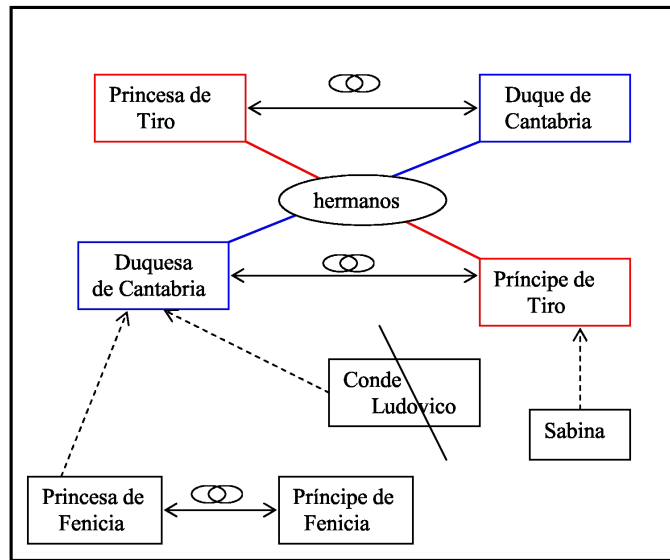 Princesa de
Tiro
Duque de
Cantabria
hermanos
Duquesa
de Cantabria
Príncipe de
Tiro
Conde
Ludovico
Sabina
Princesa de
Fenicia
Príncipe de
Fenicia